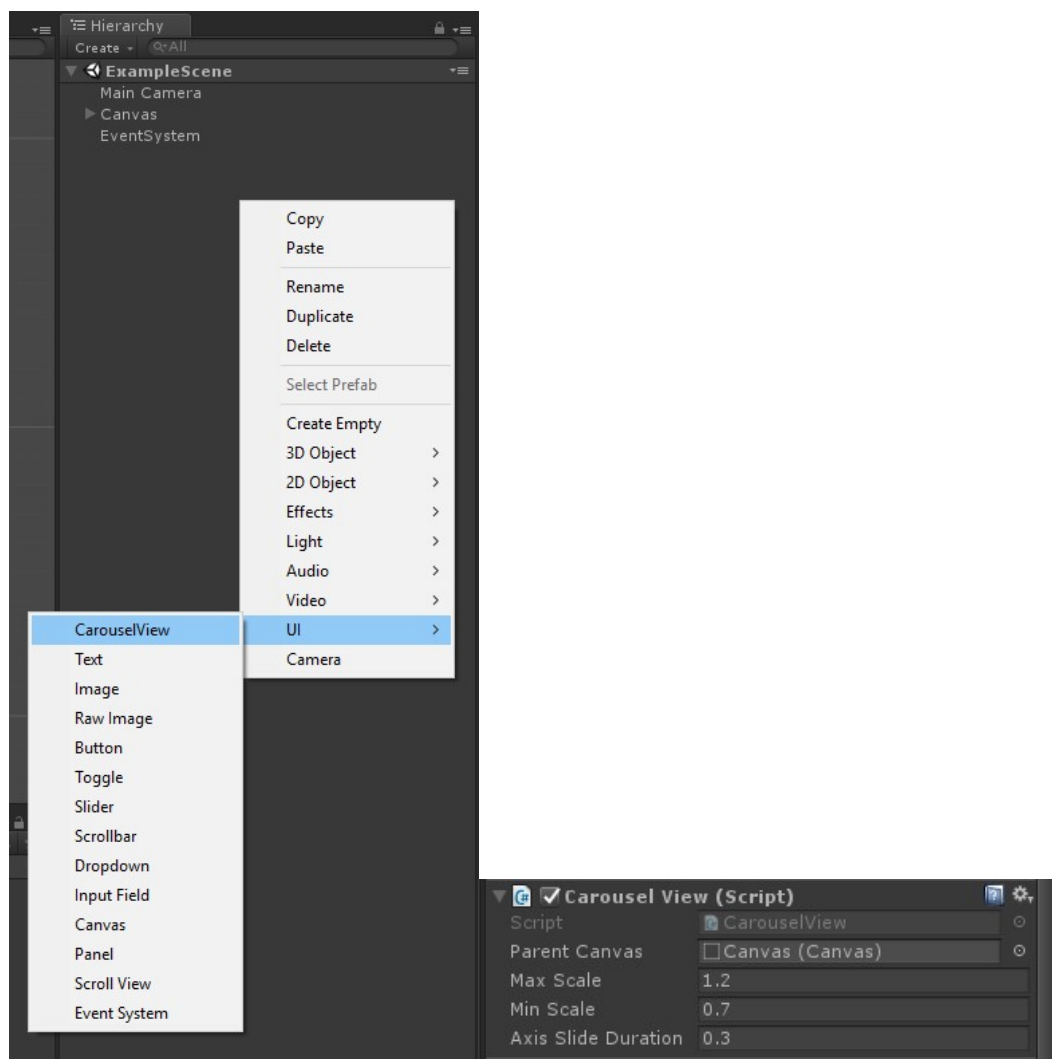 Hierarchy
Create
All
ExampleScene
Main Camera
Canvas
EventSystem
Copy
Paste
Rename
Duplicate
Delete
Select Prefab
Create Empty
3D Object
2D Object
Effects
Light
Audio
Video
UI
Camera
CarouselView
Text
Image
Raw Image
Button
Toggle
Slider
Scrollbar
Dropdown
Input Field
Canvas
Panel
Scroll View
Event System
Carousel View (Script)
Script CarouselView
Parent Canvas Canvas (Canvas)
Max Scale 1.2
Min Scale 0.7
Axis Slide Duration 0.3